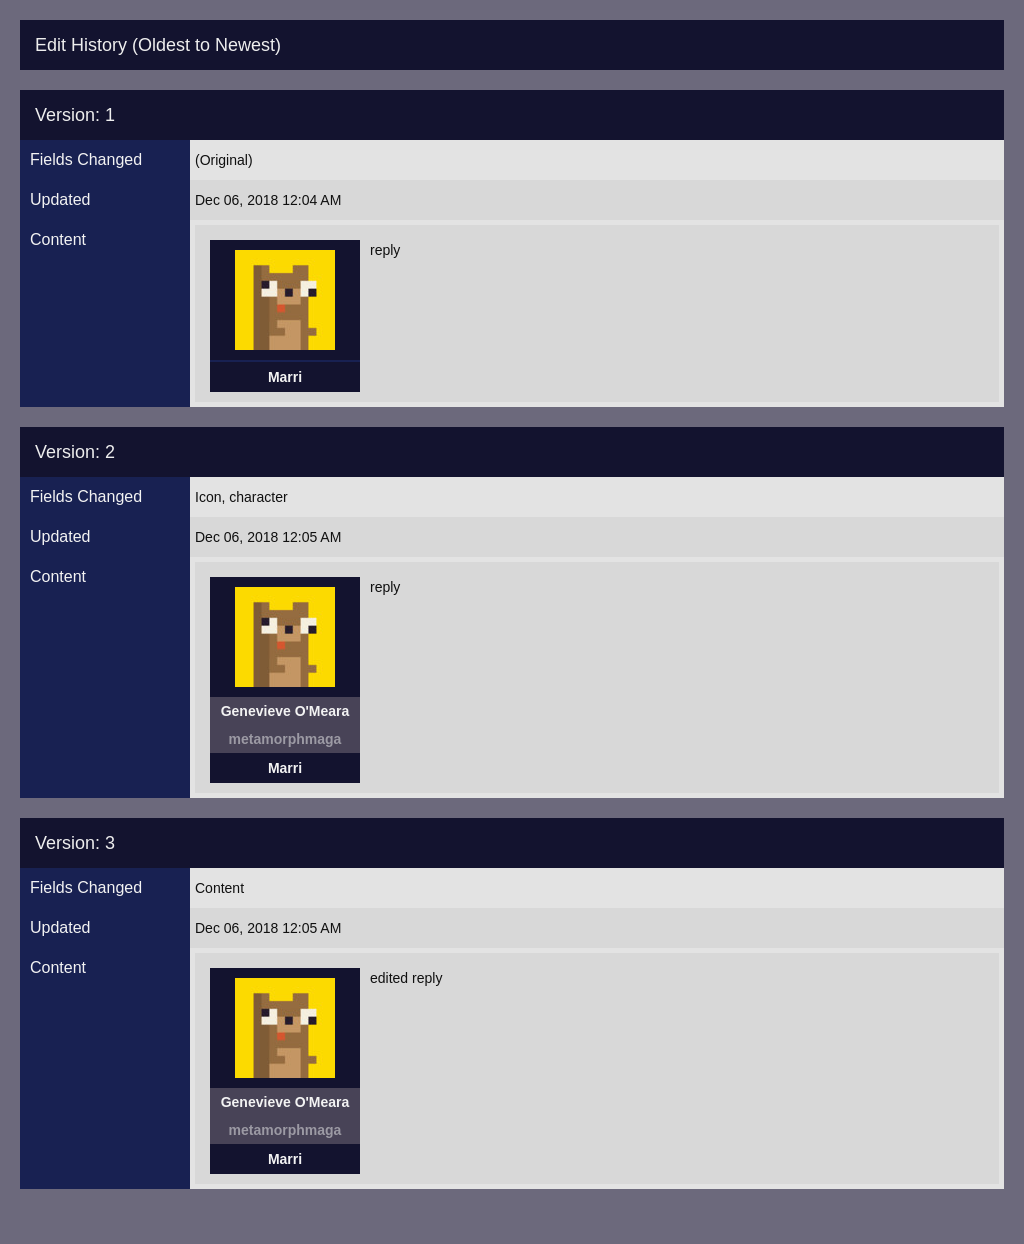 Edit History (Oldest to Newest)
Version: 1
Fields Changed (Original)
Updated Dec 06, 2018 12:04 AM
Content reply
Marri
Version: 2
Fields Changed Icon, character
Updated Dec 06, 2018 12:05 AM
Content reply
Genevieve O'Meara
metamorphmaga
Marri
Version: 3
Fields Changed Content
Updated Dec 06, 2018 12:05 AM
Content edited reply
Genevieve O'Meara
metamorphmaga
Marri